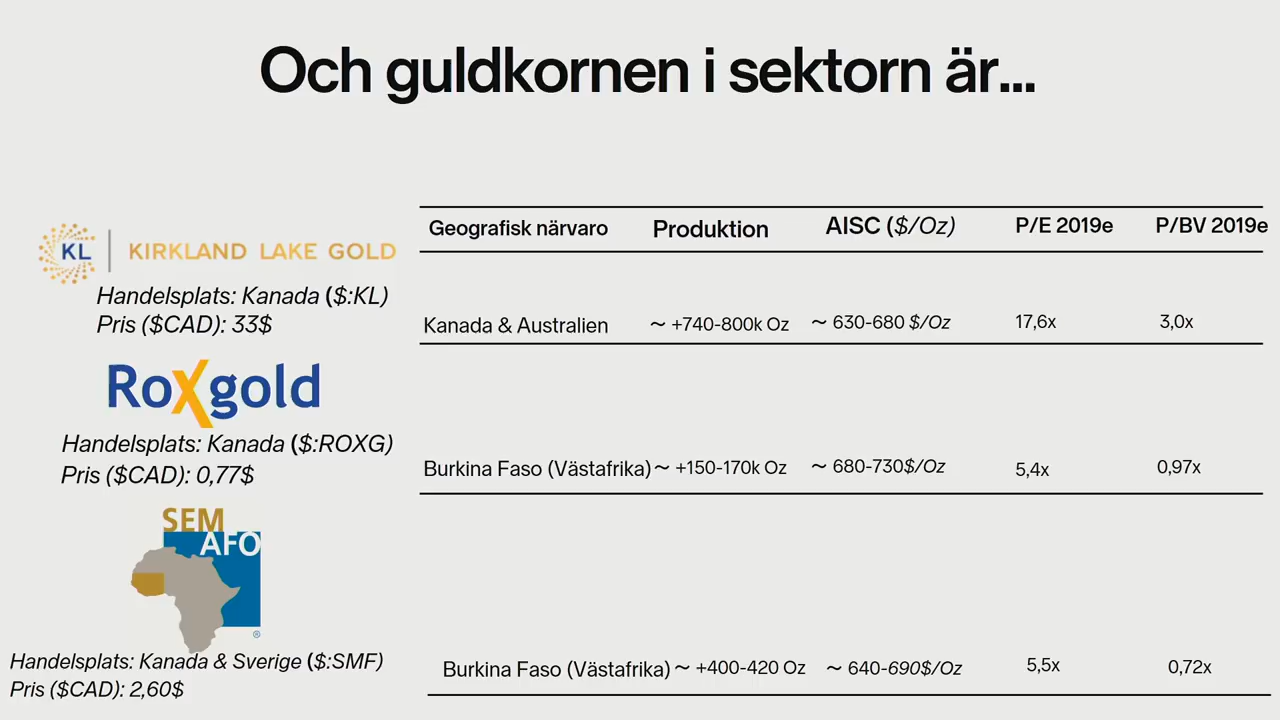 Och guldkornen i sektorn är...
Geografisk närvaro Produktion AISC ($/Oz) P/E 2019e P/BV 2019e
KL KIRKLAND LAKE GOLD
Handelsplats: Kanada ($:KL)
Pris ($CAD): 33$
Kanada & Australien ~ +740-800k Oz ~ 630-680 $/Oz 17,6x 3,0x
Roxgold
Handelsplats: Kanada ($:ROXG)
Pris ($CAD): 0,77$
Burkina Faso (Västafrika) ~ +150-170k Oz ~ 680-730$/Oz 5,4x 0,97x
SEM
AFO
®
Handelsplats: Kanada & Sverige ($:SMF)
Pris ($CAD): 2,60$
Burkina Faso (Västafrika) ~ +400-420 Oz ~ 640-690$/Oz 5,5x 0,72x